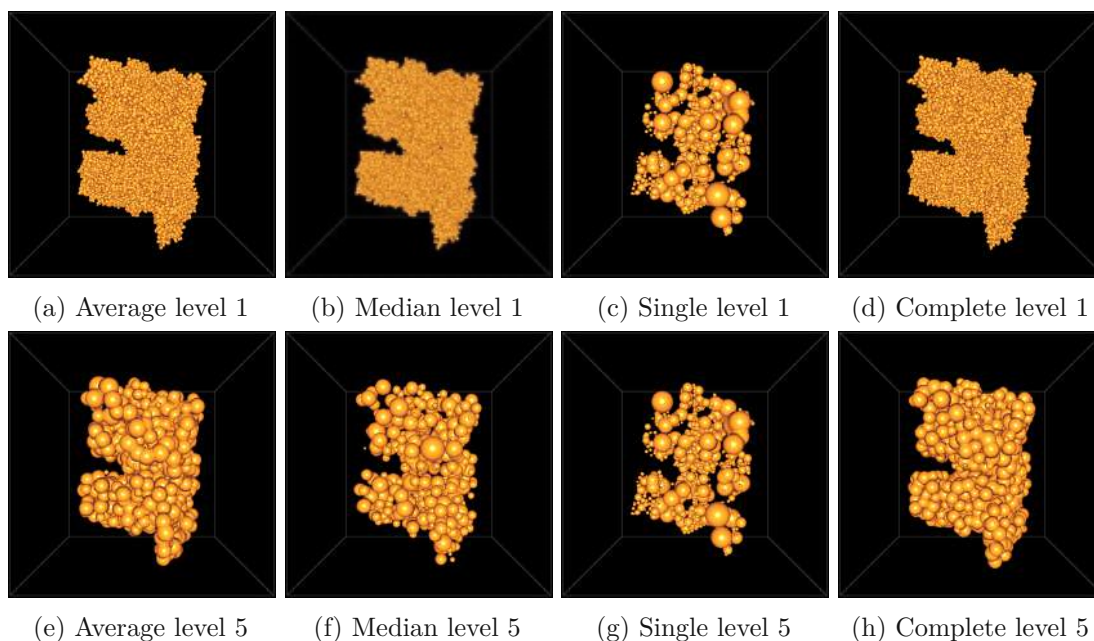 (a) Average level 1 (b) Median level 1 (c) Single level 1 (d) Complete level 1
(e) Average level 5 (f) Median level 5 (g) Single level 5 (h) Complete level 5